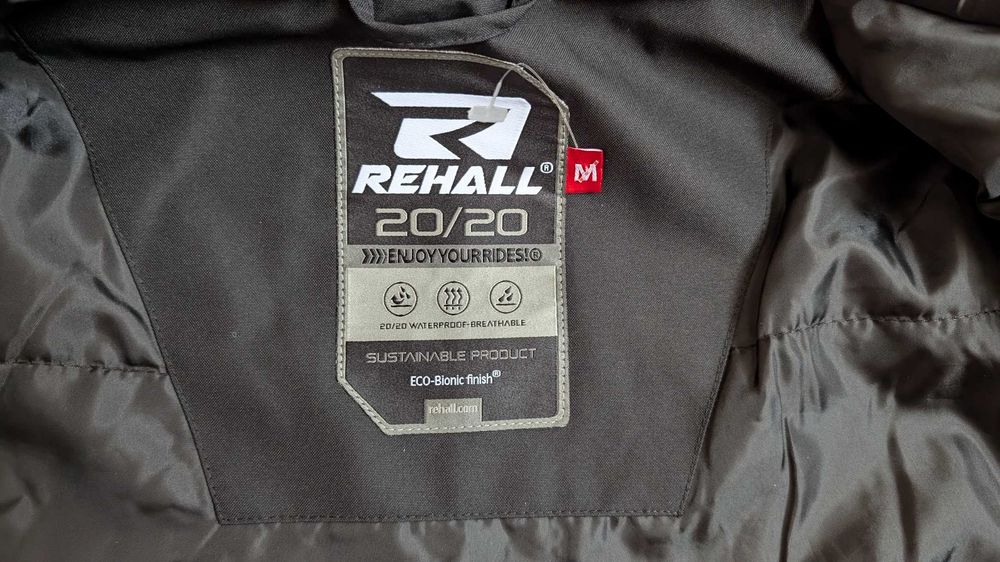 REHALL®
M
20/20
》》ENJOYYOURRIDES!®
20/20 WATERPROOF-BREATHABLE
SUSTAINABLE PRODUCT
ECO-Bionic finish®
rehall.com